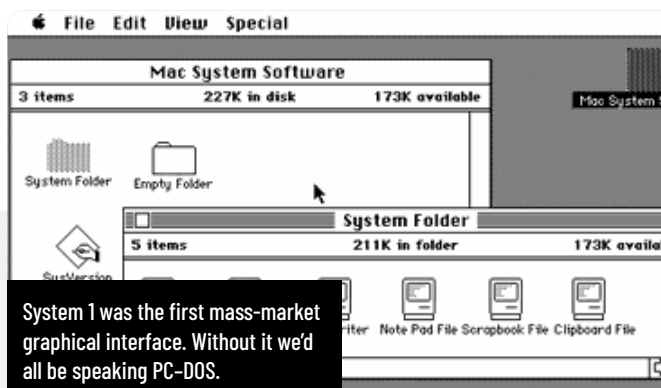 File Edit View Special
Mac System Software
3 items 227K in disk 173K available
Mac System
System Folder Empty Folder
System Folder
5 items 211K in folder 173K
SysVersion
Note Pad File Scrapbook File Clipboard File
System 1 was the first mass-market
graphical interface. Without it we'd
all be speaking PC-DOS.